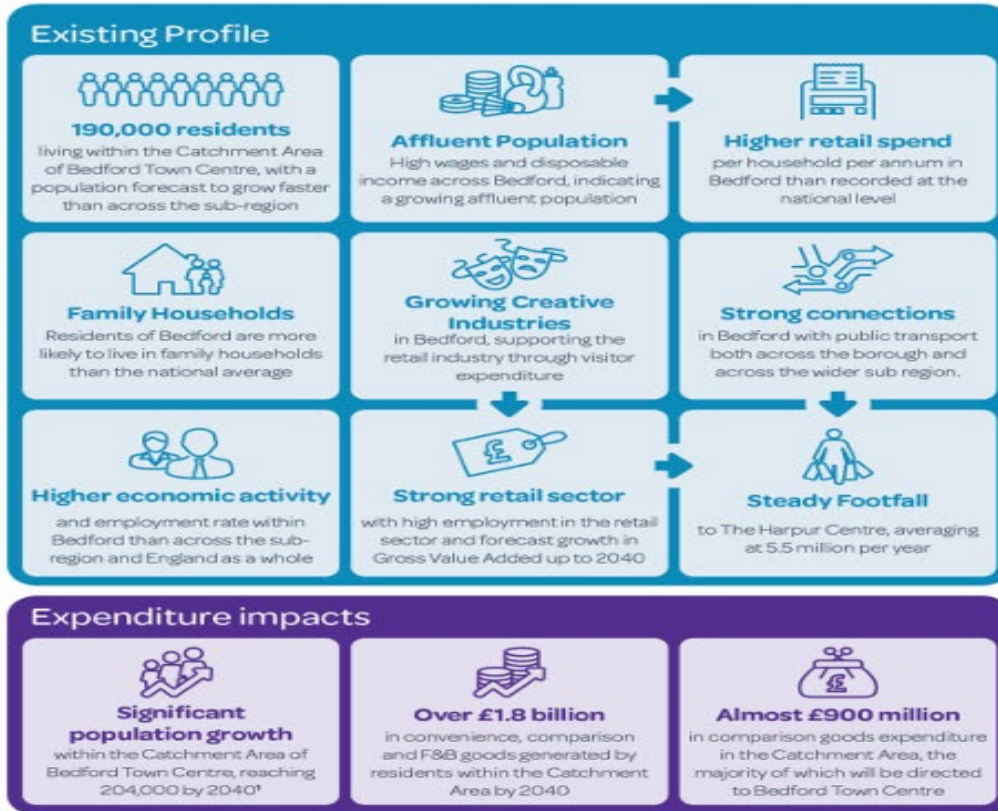 Existing Profile
190,000 residents
living within the Catchment Area
of Bedford Town Centre, with a
population forecast to grow faster
than across the sub-region
Affluent Population
High wages and disposable
income across Bedford, indicating
a growing affluent population
Higher retail spend
per household per annum in
Bedford than recorded at the
national level
Family Households
Residents of Bedford are more
likely to live in family households
than the national average
Growing Creative
Industries
in Bedford, supporting the
retail industry through visitor
expenditure
Strong connections
in Bedford with public transport
both across the borough and
across the wider sub region.
Higher economic activity
and employment rate within
Bedford than across the sub-
region and England as a whole
£
Strong retail sector
with high employment in the retail
sector and forecast growth in
Gross Value Added up to 2040
Steady Footfall
to The Harpur Centre, averaging
at 5.5 million per year
Expenditure impacts
Significant
population growth
within the Catchment Area of
Bedford Town Centre, reaching
204,000 by 2040¹
Over £1.8 billion
in convenience, comparison
and F&B goods generated by
residents within the Catchment
Area by 2040
£
Almost £900 million
in comparison goods expenditure
in the Catchment Area, the
majority of which will be directed
to Bedford Town Centre